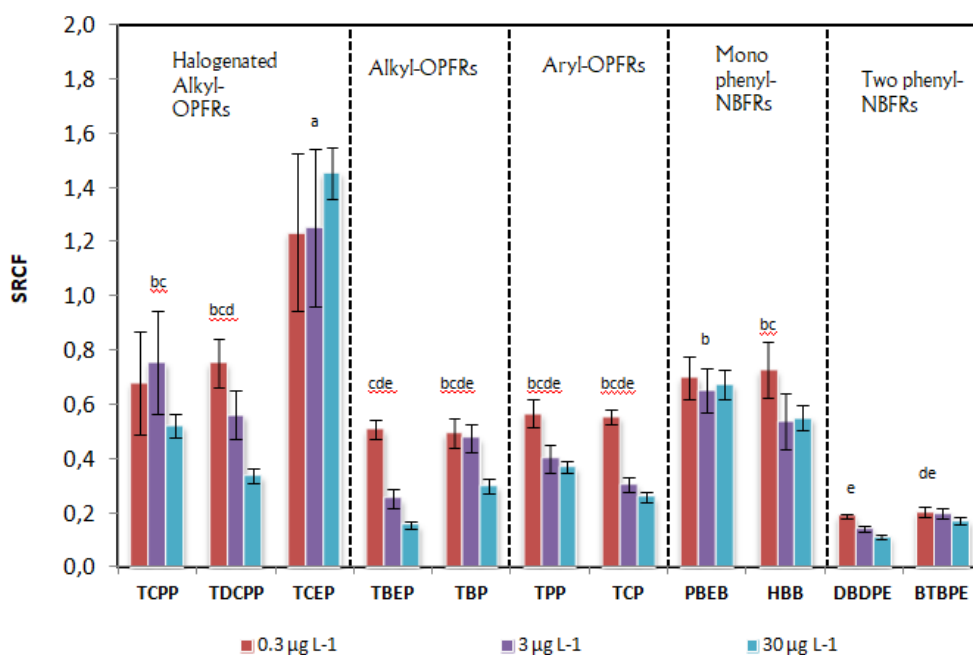 2,0
1,8
1,6
1,4
1,2
1,0
0,8
0,6
0,4
0,2
0,0
SRCF
Halogenated
Alkyl-
OPFRs
Alkyl-OPFRs
Aryl-OPFRs
Mono
phenyl-
NBFRs
Two phenyl-
NBFRs
bc
bcd
a
cde
bcde
bcde
bcde
b
bc
e
de
TCPP TDCPP TCEP TBEP TBP TPP TCP PBEB HBB DBDPE BTBPE
0.3 µg L-1 3 µg L-1 30 µg L-1